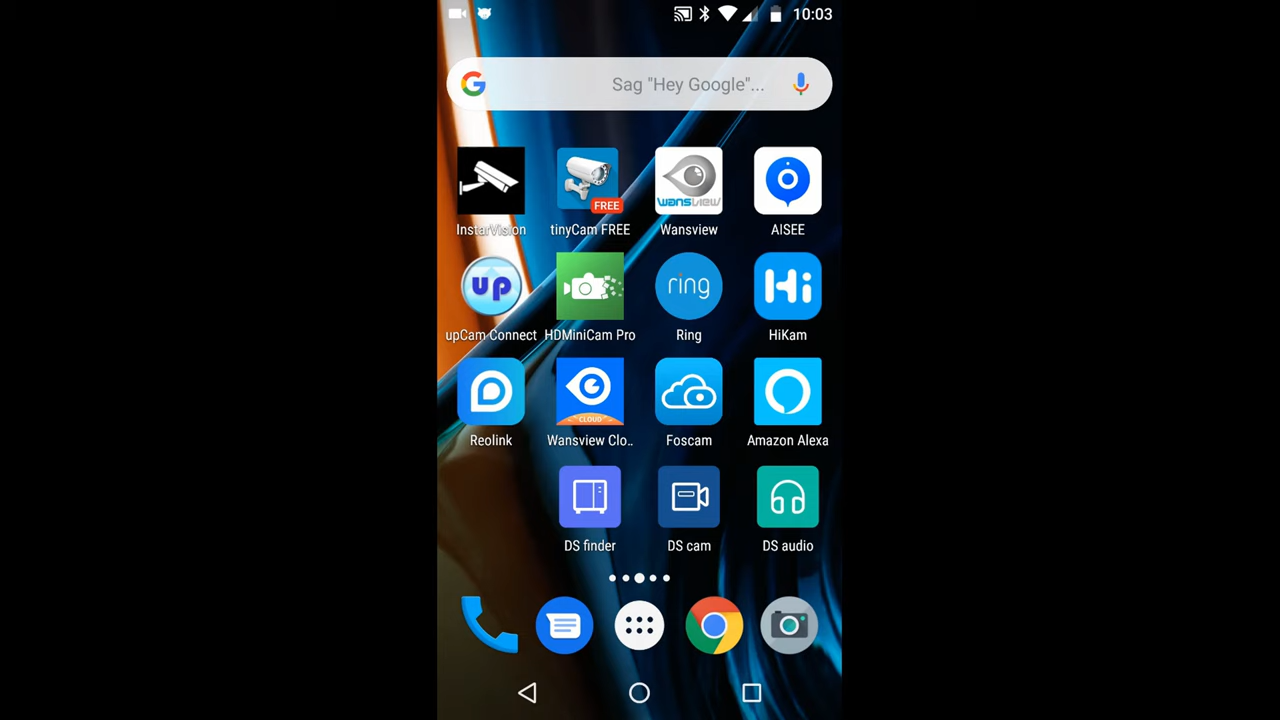 10:03
Sag "Hey Google"...
FREE
wansview
InstarVision
tinyCam FREE
Wansview
AISEE
up
ring
Hi
upCam Connect
HDMiniCam Pro
Ring
HiKam
CLOUD
Reolink
Wansview Clo..
Foscam
Amazon Alexa
DS finder
DS cam
DS audio